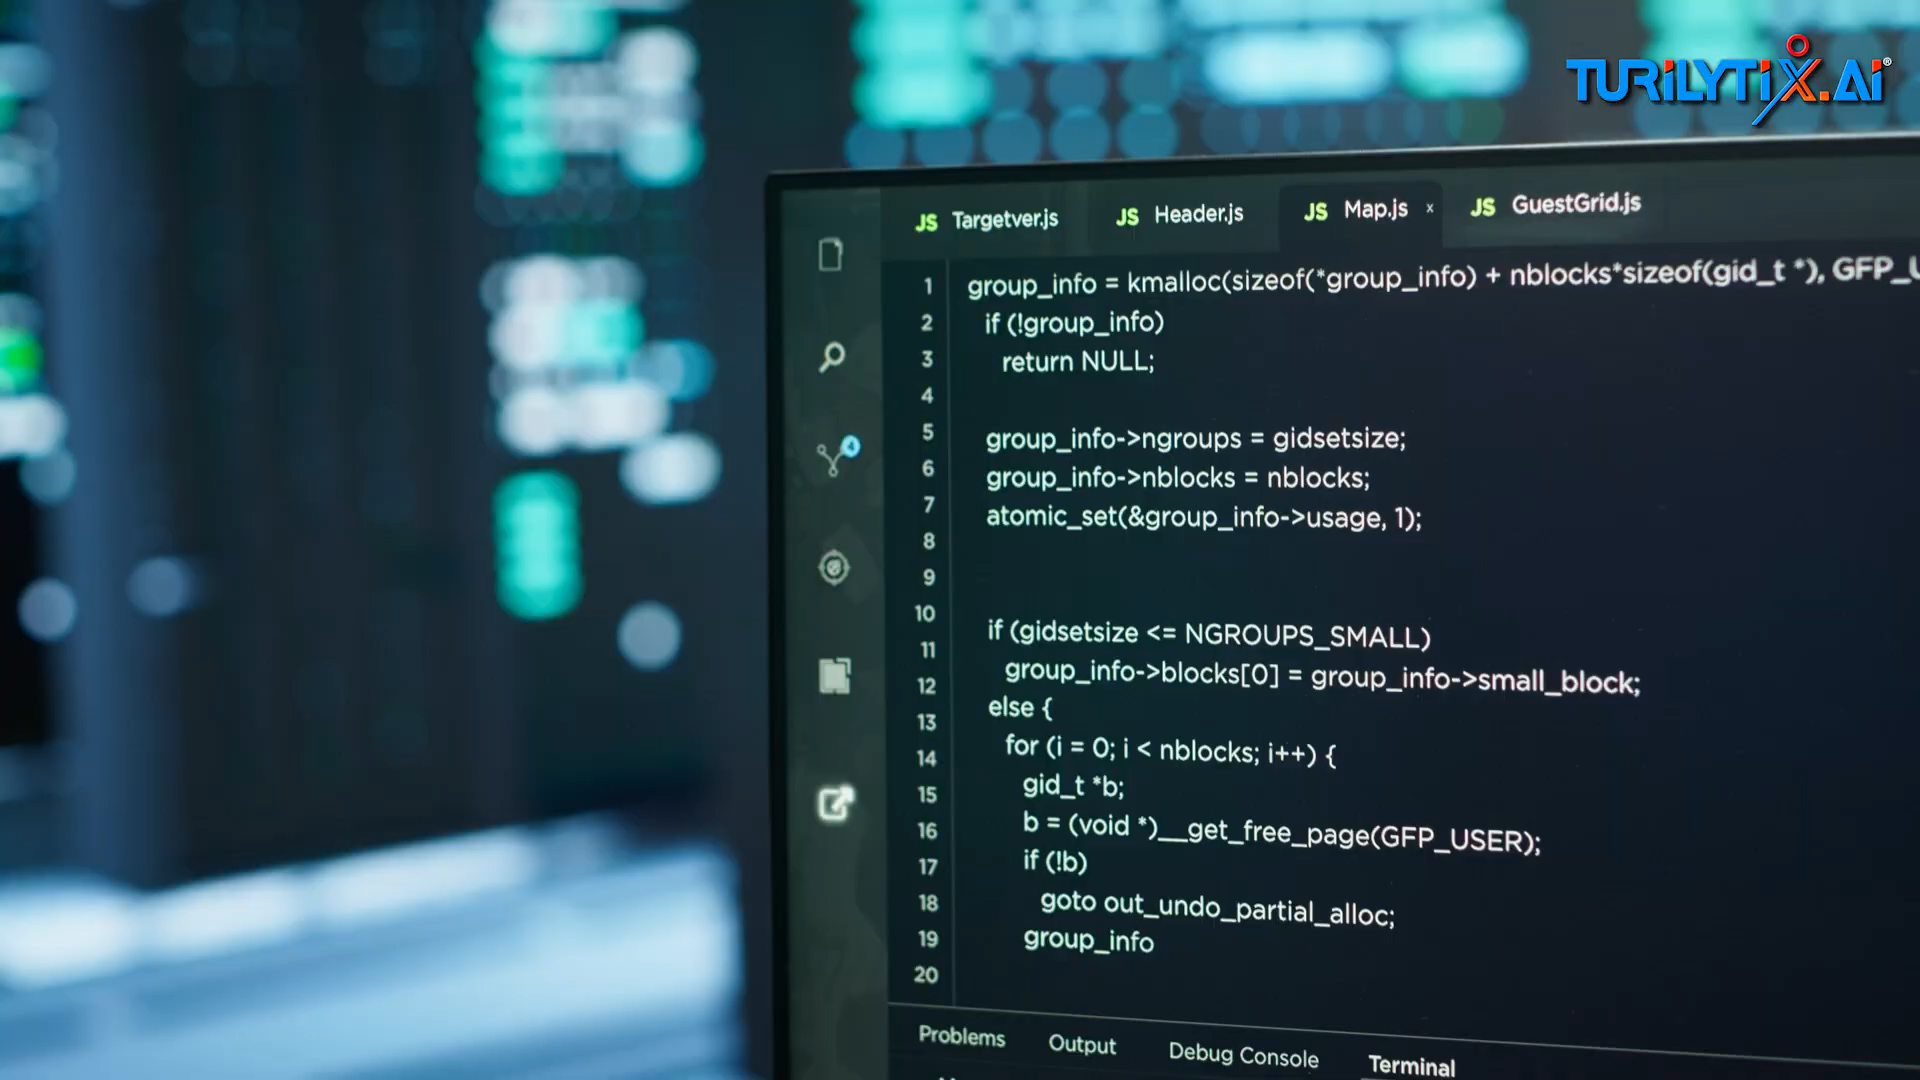 TURILYTIX.AI®
JS Targetver.js JS Header.js JS Map.js x JS GuestGrid.js
1 group_info = kmalloc(sizeof(*group_info) + nblocks*sizeof(gid_t *), GFP_U
2 if (!group_info)
3 return NULL;
4
5 group_info->ngroups = gidsetsize;
6 group_info->nblocks = nblocks;
7 atomic_set(&group_info->usage, 1);
8
9
10 if (gidsetsize <= NGROUPS_SMALL)
11 group_info->blocks[0] = group_info->small_block;
12 else {
13 for (i = 0; i < nblocks; i++) {
14 gid_t *b;
15 b = (void *)__get_free_page(GFP_USER);
16 if (!b)
17 goto out_undo_partial_alloc;
18 group_info
19
20
4
Problems Output Debug Console Terminal